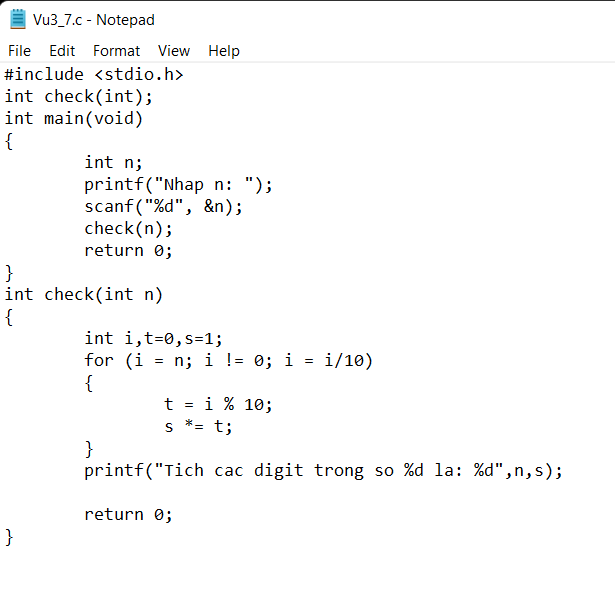 Vu3_7.c - Notepad
File Edit Format View Help
#include <stdio.h>
int check(int);
int main(void)
{
        int n;
        printf("Nhap n: ");
        scanf("%d", &n);
        check(n);
        return 0;
}
int check(int n)
{
        int i,t=0,s=1;
        for (i = n; i != 0; i = i/10)
        {
                t = i % 10;
                s *= t;
        }
        printf("Tich cac digit trong so %d la: %d",n,s);

        return 0;
}